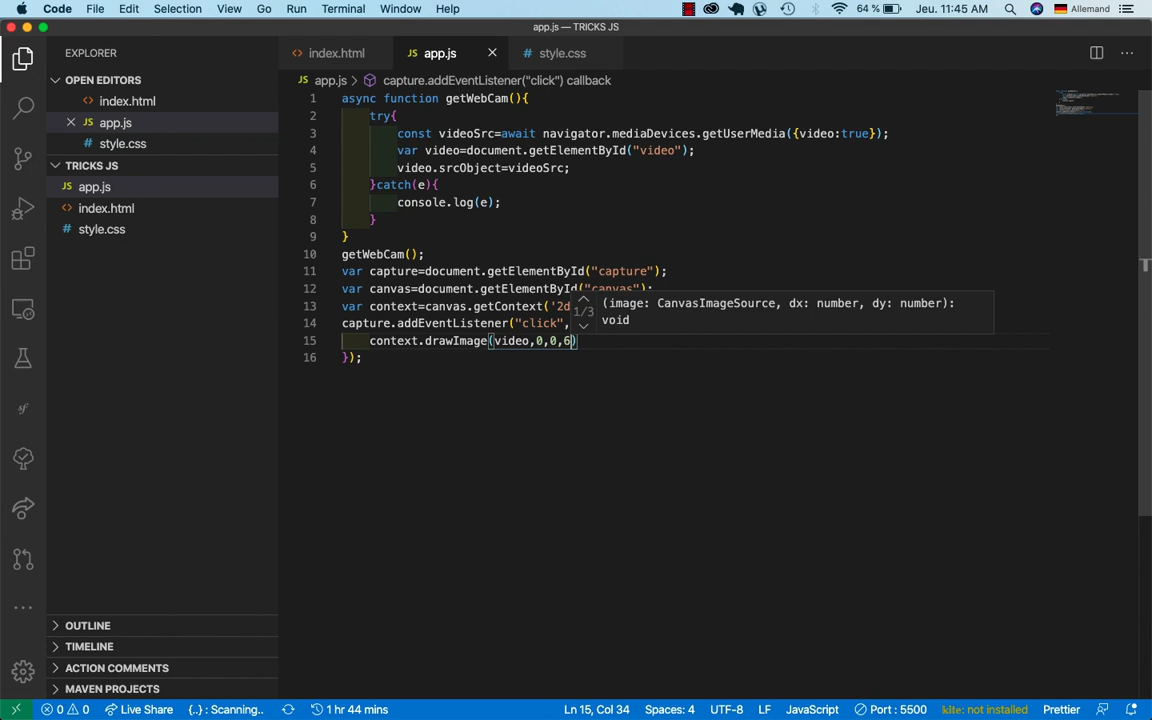 Code File Edit Selection View Go Run Terminal Window Help 64 % Jeu. 11:45 AM Allemand
app.js — TRICKS JS
EXPLORER
OPEN EDITORS
<> index.html
× JS app.js
# style.css
TRICKS JS
JS app.js
<> index.html
# style.css
OUTLINE
TIMELINE
ACTION COMMENTS
MAVEN PROJECTS
<> index.html JS app.js × # style.css
JS app.js > capture.addEventListener("click") callback
1 async function getWebCam(){
2 try{
3 const videoSrc=await navigator.mediaDevices.getUserMedia({video:true});
4 var video=document.getElementById("video");
5 video.srcObject=videoSrc;
6 }catch(e){
7 console.log(e);
8 }
9 }
10 getWebCam();
11 var capture=document.getElementById("capture");
12 var canvas=document.getElementById("canvas");
13 var context=canvas.getContext('2d
14 capture.addEventListener("click",
15 context.drawImage(video,0,0,6)
16 });
1/3 (image: CanvasImageSource, dx: number, dy: number):
void
0 0 Live Share {..} : Scanning.. 1 hr 44 mins Ln 15, Col 34 Spaces: 4 UTF-8 LF JavaScript Port : 5500 kite: not installed Prettier